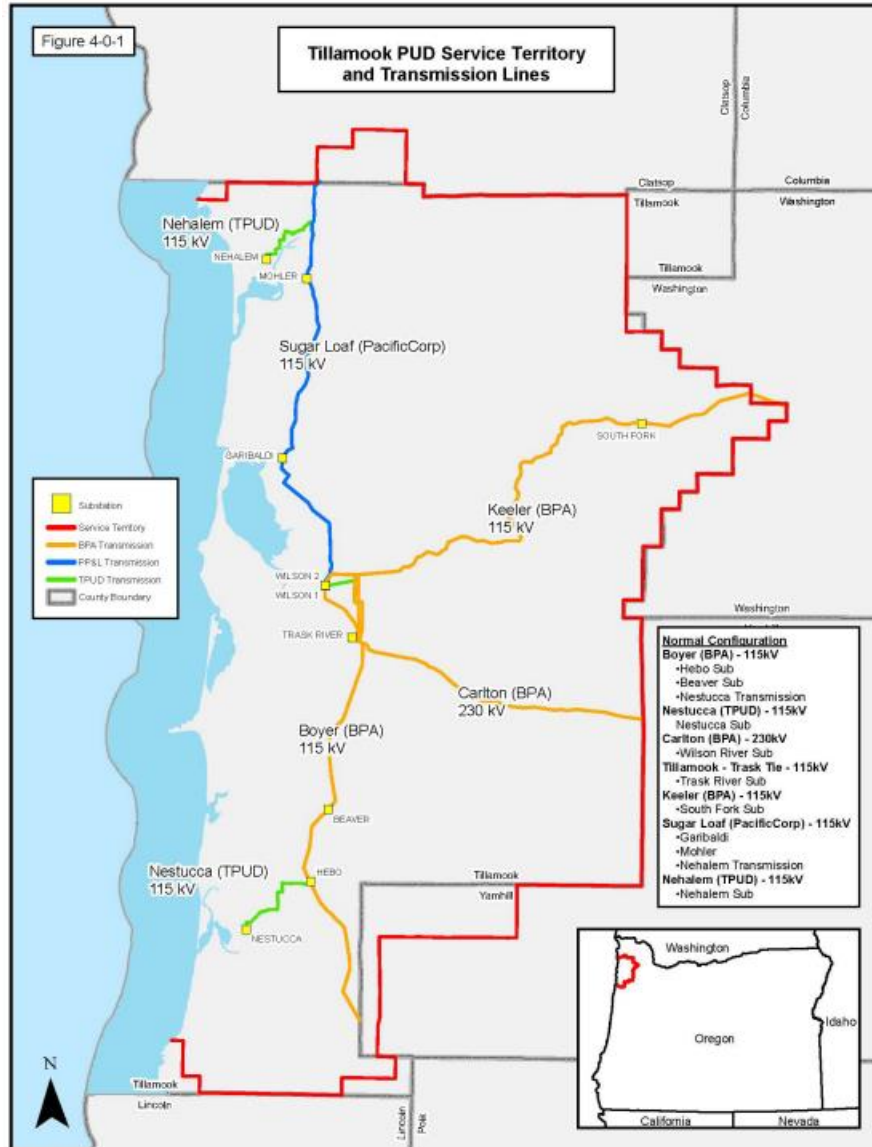 Figure 4-0-1
Tillamook PUD Service Territory
and Transmission Lines
Clatsop
Columbia
Clatsop
Columbia
Tillamook
Washington
Nehalem (TPUD)
115 kV
NEHALEM
MOHLER
Tillamook
Washington
Sugar Loaf (PacificCorp)
115 kV
SOUTH FORK
GARIBALDI
Keeler (BPA)
115 kV
Substation
Service Territory
BPA Transmission
PP&L Transmission
TPUD Transmission
County Boundary
WILSON 2
WILSON 1
TRASK RIVER
Washington
Carlton (BPA)
230 kV
Boyer (BPA)
115 kV
BEAVER
Nestucca (TPUD)
115 kV
HEBO
NESTUCCA
Tillamook
Yamhill
Normal Configuration
Boyer (BPA) - 115kV
•Hebo Sub
•Beaver Sub
•Nestucca Transmission
Nestucca (TPUD) - 115kV
Nestucca Sub
Carlton (BPA) - 230kV
•Wilson River Sub
Tillamook - Trask Tie - 115kV
•Trask River Sub
Keeler (BPA) - 115kV
•South Fork Sub
Sugar Loaf (PacificCorp) - 115kV
•Garibaldi
•Mohler
•Nehalem Transmission
Nehalem (TPUD) - 115kV
•Nehalem Sub
Washington
Oregon
Idaho
California
Nevada
N
Tillamook
Lincoln
Lincoln
Polk